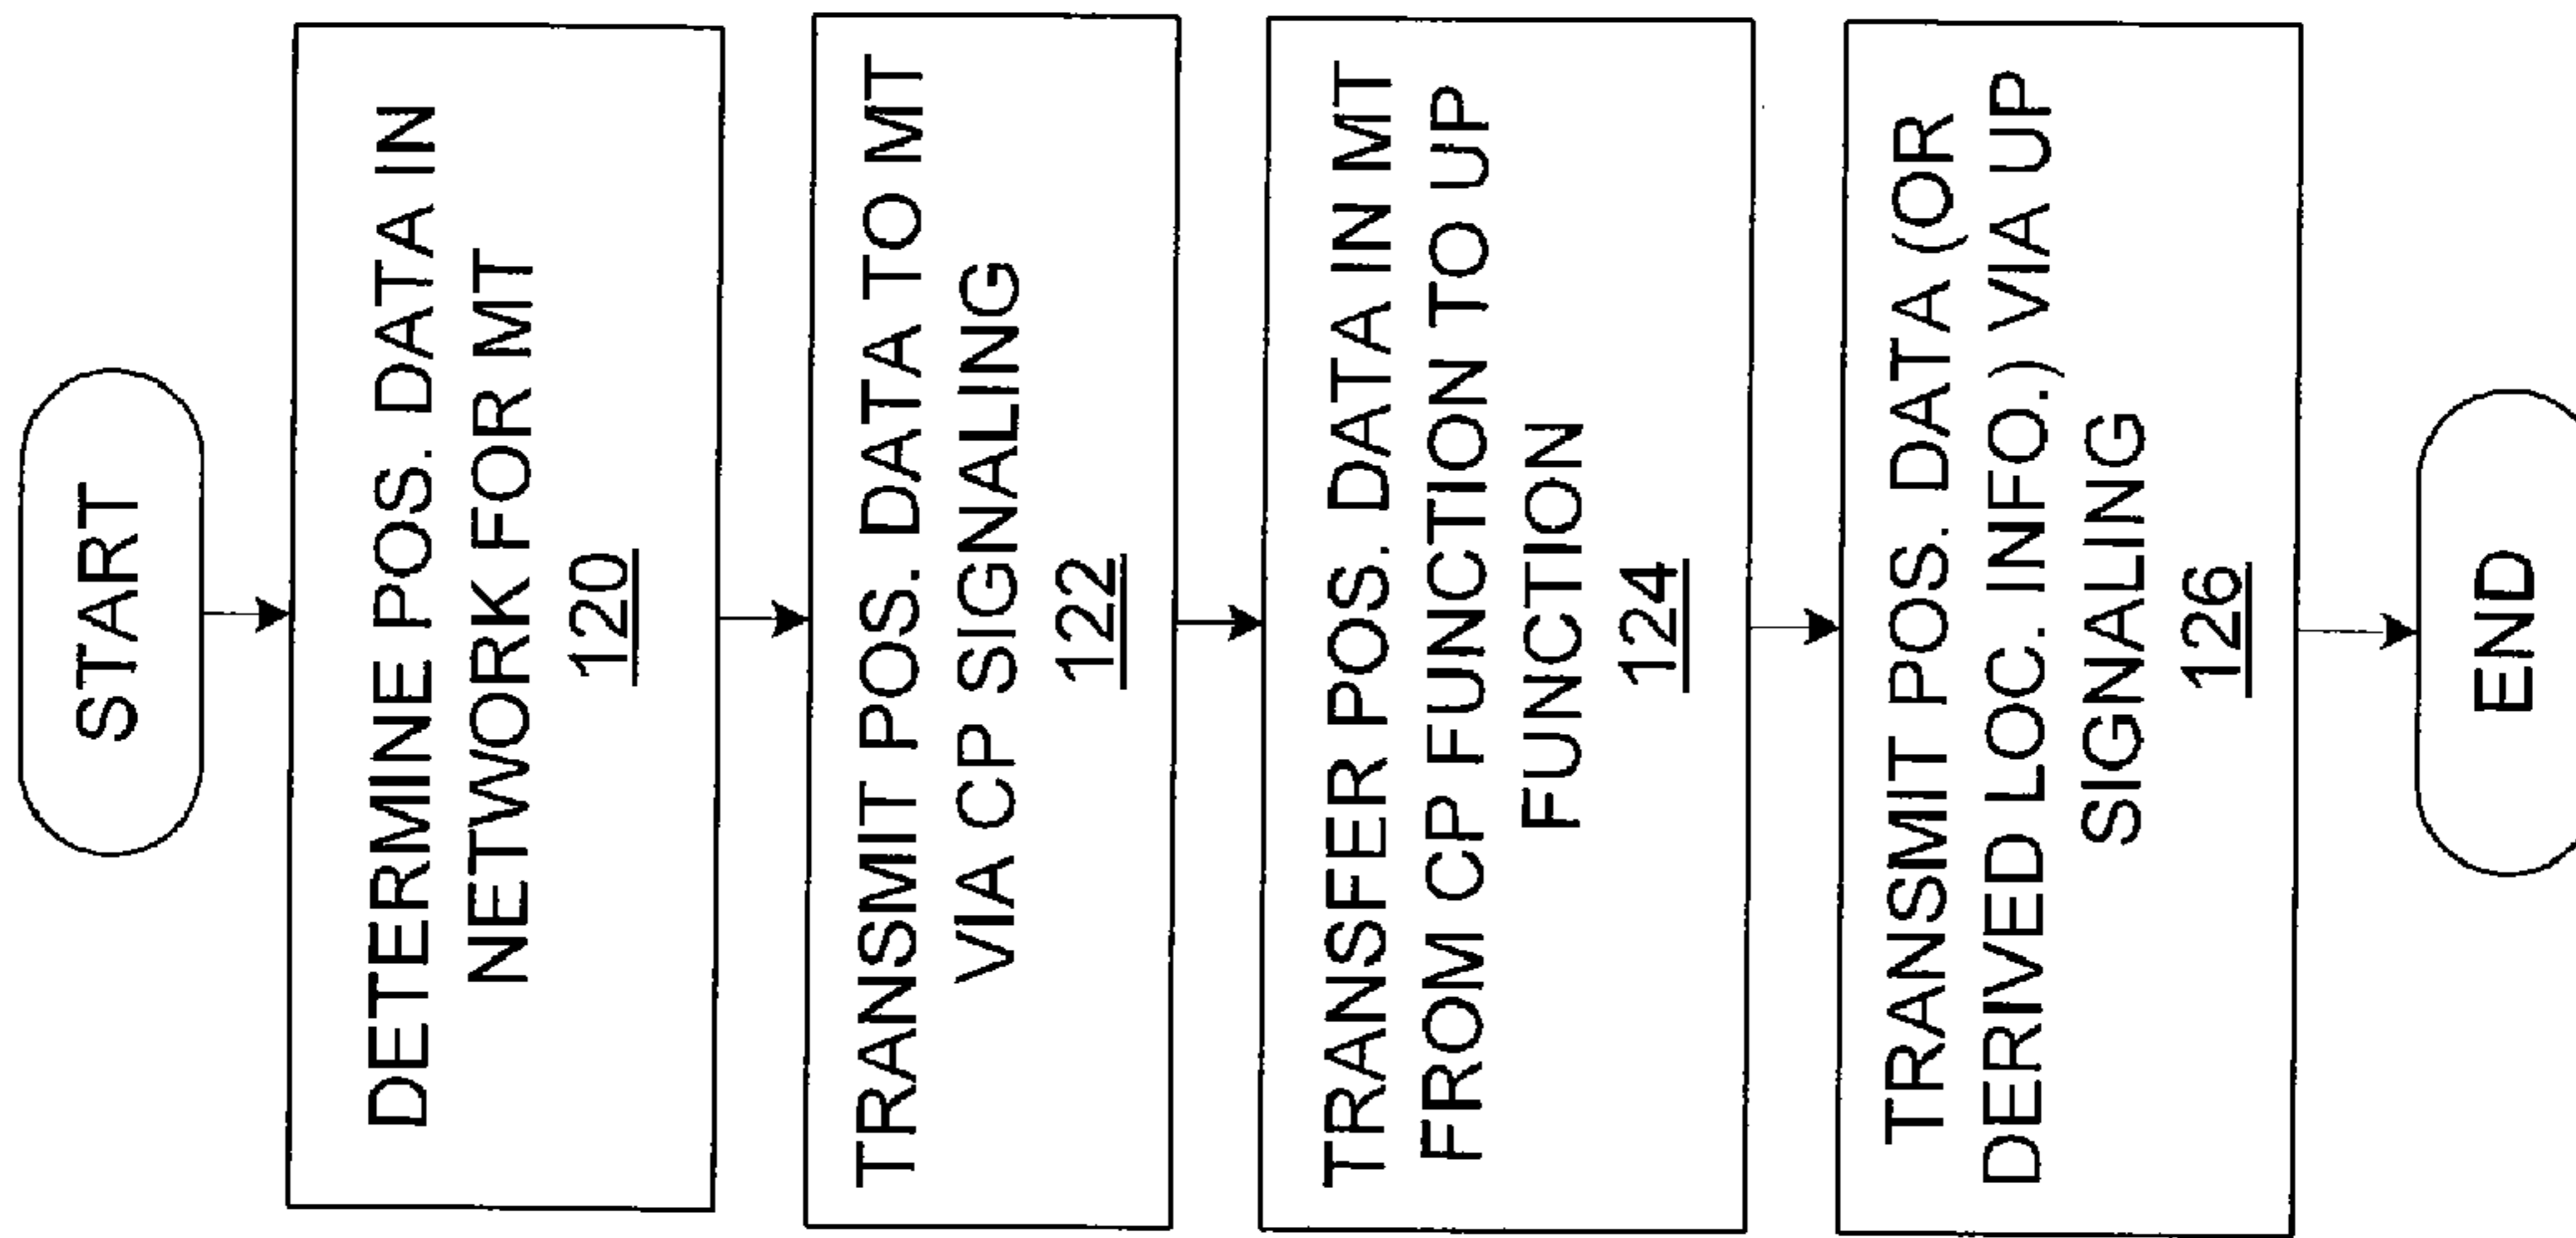 START
DETERMINE POS. DATA IN
NETWORK FOR MT
120
TRANSMIT POS. DATA TO MT
VIA CP SIGNALING
122
TRANSFER POS. DATA IN MT
FROM CP FUNCTION TO UP
FUNCTION
124
TRANSMIT POS. DATA (OR
DERIVED LOC. INFO.) VIA UP
SIGNALING
126
END